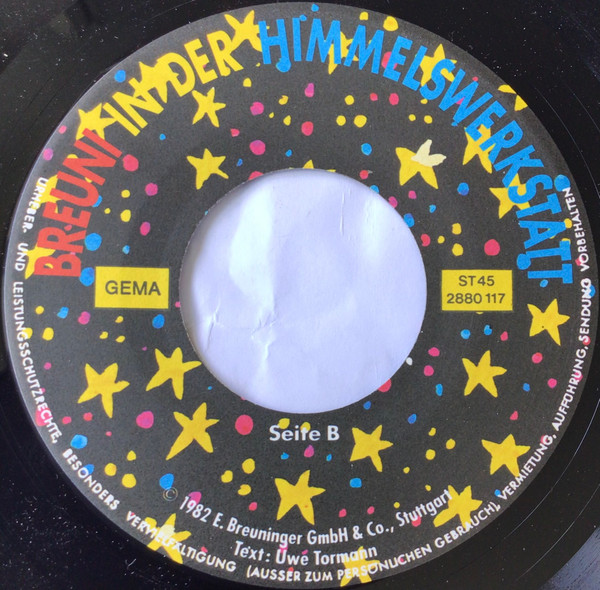 BREUNI IN DER HIMMELSWERKSTATT
GEMA
ST45
2880 117
Seite B
© 1982 E. Breuninger GmbH & Co., Stuttgart
Text: Uwe Tormann
URHEBER- UND LEISTUNGSSCHUTZRECHTE, BESONDERS VERVIELFÄLTIGUNG (AUSSER ZUM PERSÖNLICHEN GEBRAUCH), VERMIETUNG, AUFFÜHRUNG, SENDUNG VORBEHALTEN